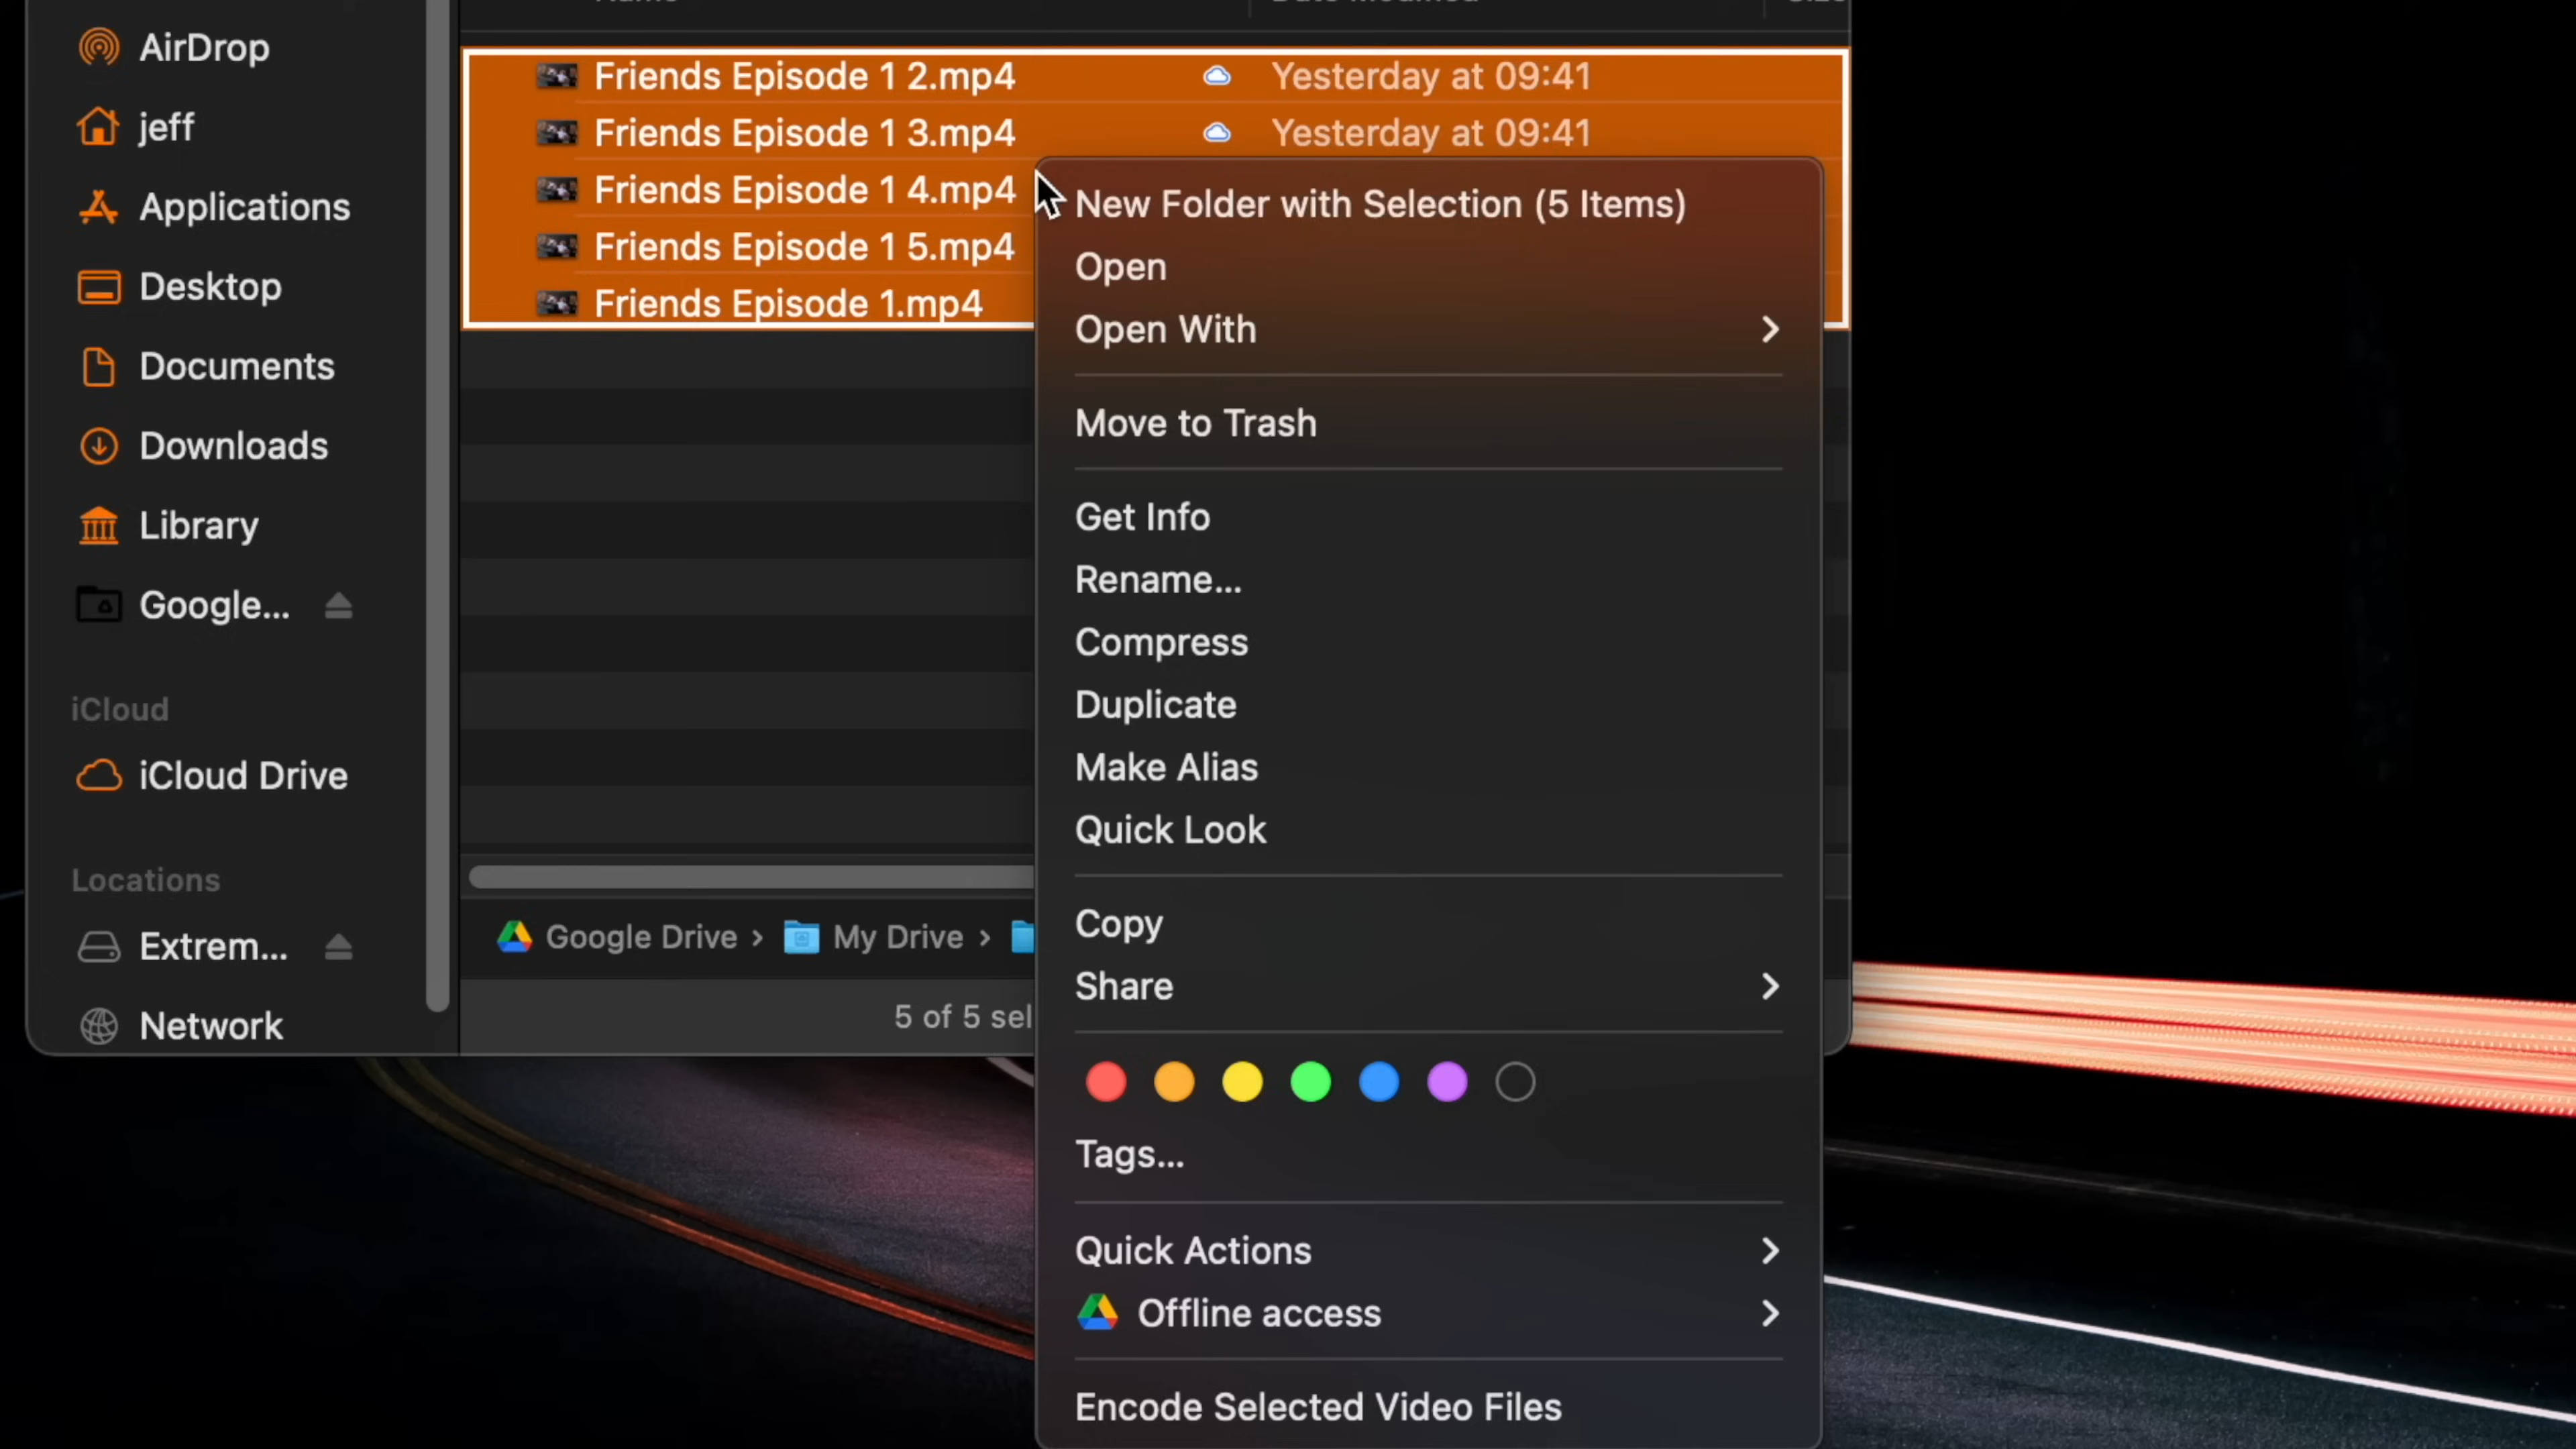 AirDrop
jeff
Applications
Desktop
Documents
Downloads
Library
Google...
iCloud
iCloud Drive
Locations
Extrem...
Network
Name Date Modified Size
Friends Episode 1 2.mp4 Yesterday at 09:41
Friends Episode 1 3.mp4 Yesterday at 09:41
Friends Episode 1 4.mp4
Friends Episode 1 5.mp4
Friends Episode 1.mp4
Google Drive › My Drive ›
5 of 5 sel
New Folder with Selection (5 Items)
Open
Open With
Move to Trash
Get Info
Rename...
Compress
Duplicate
Make Alias
Quick Look
Copy
Share
Tags...
Quick Actions
Offline access
Encode Selected Video Files